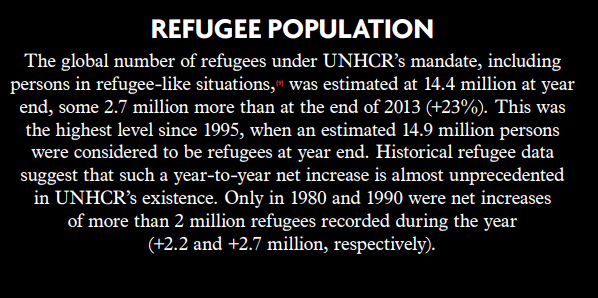 REFUGEE POPULATION
The global number of refugees under UNHCR’s mandate, including
persons in refugee-like situations, was estimated at 14.4 million at year
end, some 2.7 million more than at the end of 2013 (+23%). This was
the highest level since 1995, when an estimated 14.9 million persons
were considered to be refugees at year end. Historical refugee data
suggest that such a year-to-year net increase is almost unprecedented
in UNHCR’s existence. Only in 1980 and 1990 were net increases
of more than 2 million refugees recorded during the year
(+2.2 and +2.7 million, respectively).